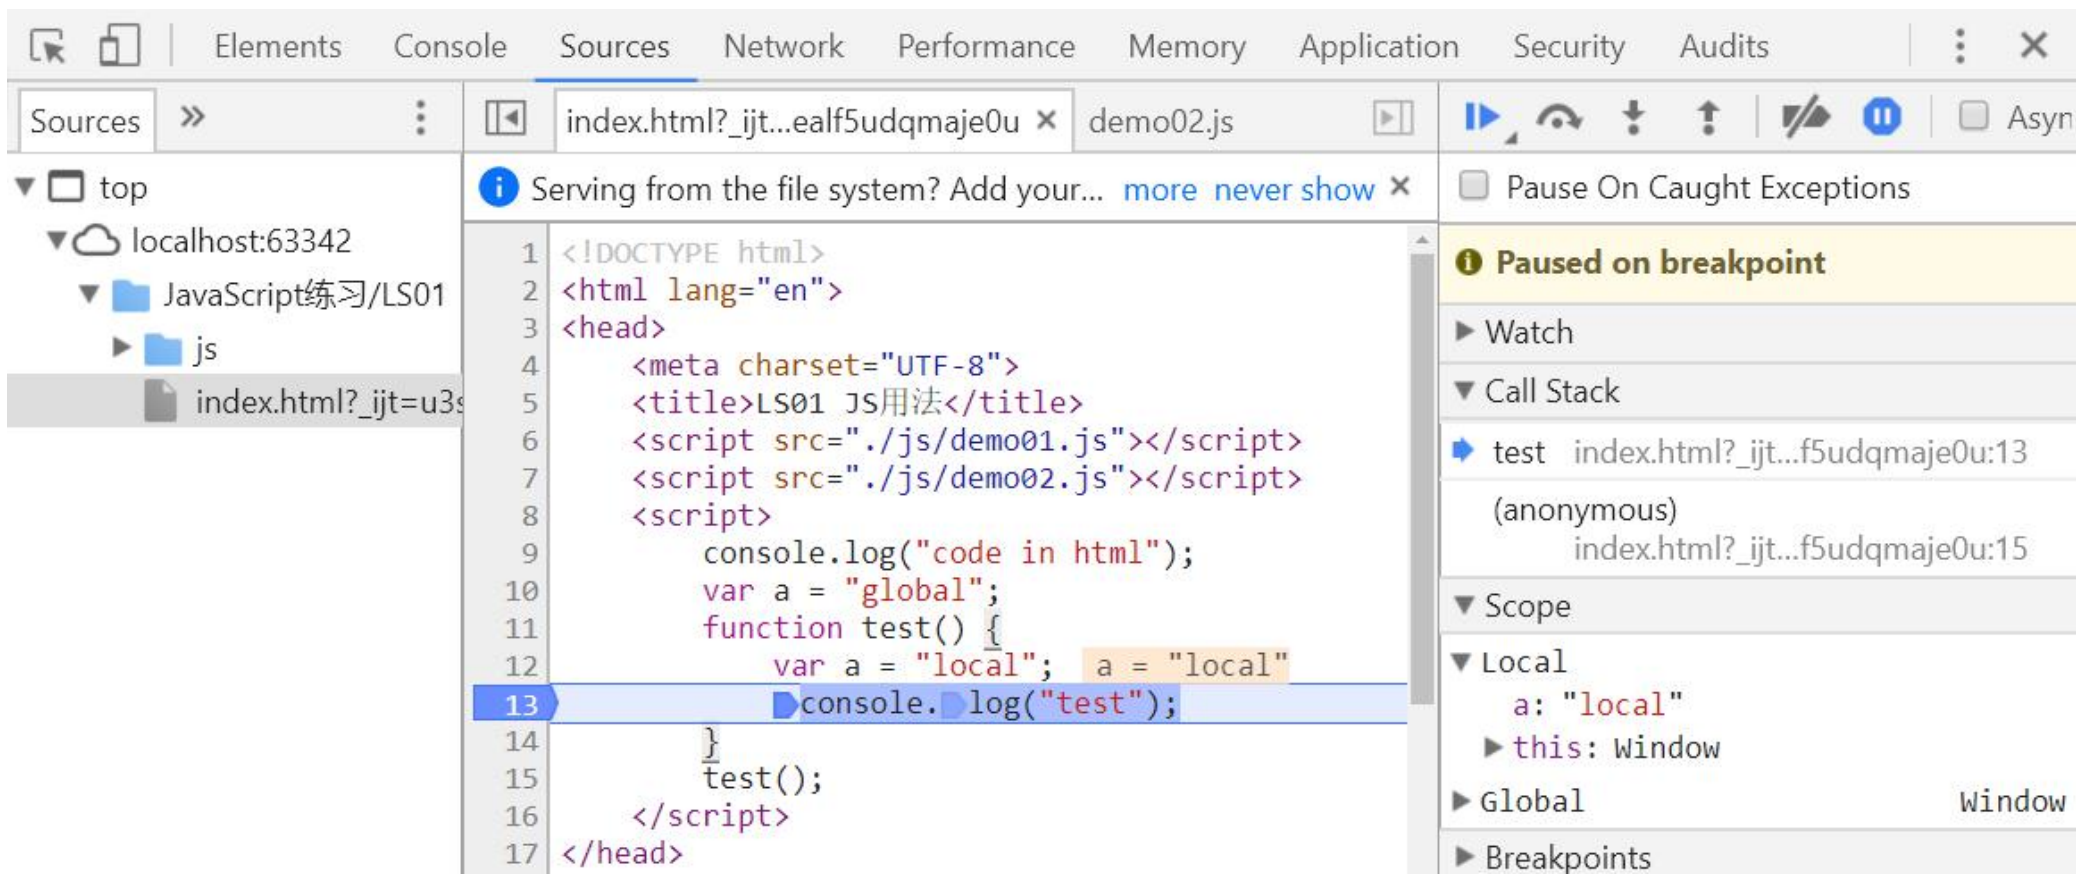 Elements Console Sources Network Performance Memory Application Security Audits
Sources
top
localhost:63342
JavaScript练习/LS01
js
index.html?_ijt=u3s
index.html?_ijt...ealf5udqmaje0u × demo02.js
Serving from the file system? Add your... more never show ×
1 <!DOCTYPE html>
2 <html lang="en">
3 <head>
4 <meta charset="UTF-8">
5 <title>LS01 JS用法</title>
6 <script src="./js/demo01.js"></script>
7 <script src="./js/demo02.js"></script>
8 <script>
9 console.log("code in html");
10 var a = "global";
11 function test() {
12 var a = "local"; a = "local"
13 console.log("test");
14 }
15 test();
16 </script>
17 </head>
Asyn
Pause On Caught Exceptions
Paused on breakpoint
Watch
Call Stack
test index.html?_ijt...f5udqmaje0u:13
(anonymous)
index.html?_ijt...f5udqmaje0u:15
Scope
Local
a: "local"
this: Window
Global Window
Breakpoints